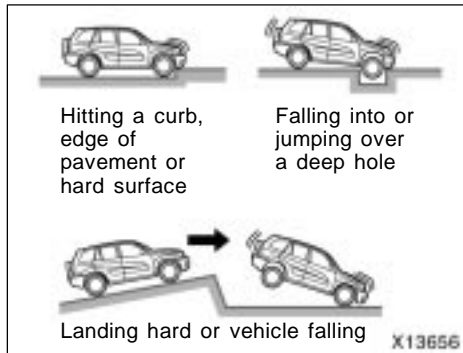 Hitting a curb,
edge of
pavement or
hard surface
Falling into or
jumping over
a deep hole
Landing hard or vehicle falling
X13656